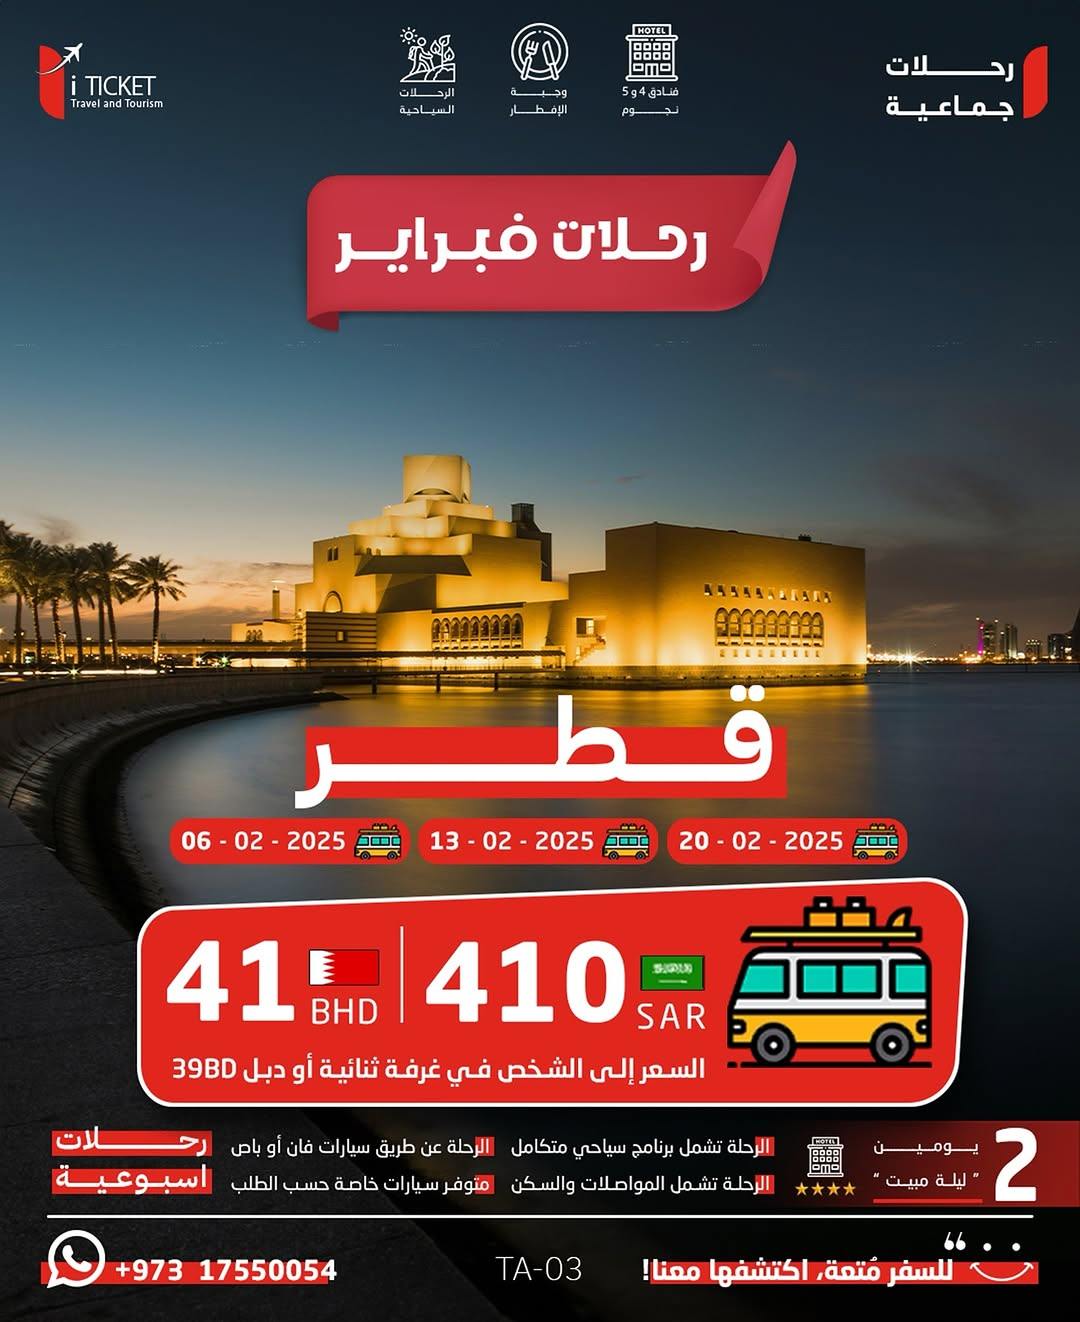 i TICKET
Travel and Tourism
الرحلات
السياحية
وجبة
الإفطار
HOTEL
فنادق 4 و 5
نجوم
رحلات
جماعية
رحلات فبراير
قطر
06 - 02 - 2025
13 - 02 - 2025
20 - 02 - 2025
41 BHD
410 SAR
السعر إلى الشخص في غرفة ثنائية أو دبل 39BD
2
يومين
" ليلة مبيت "
HOTEL
الرحلة تشمل برنامج سياحي متكامل
الرحلة تشمل المواصلات والسكن
الرحلة عن طريق سيارات فان أو باص
متوفر سيارات خاصة حسب الطلب
رحلات
اسبوعية
للسفر مُتعة، اكتشفها معنا!
TA-03
+973 17550054